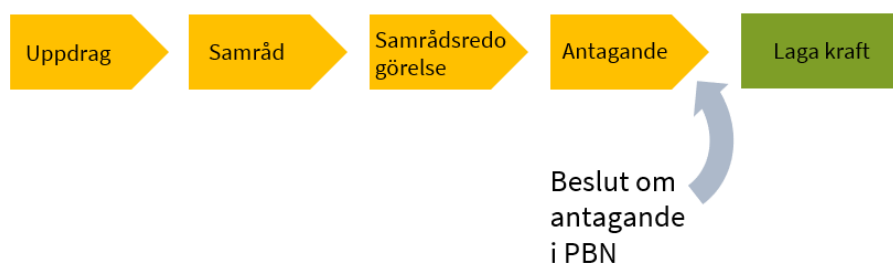 Uppdrag
Samråd
Samrådsredo
görelse
Antagande
Laga kraft
Beslut om
antagande
i PBN